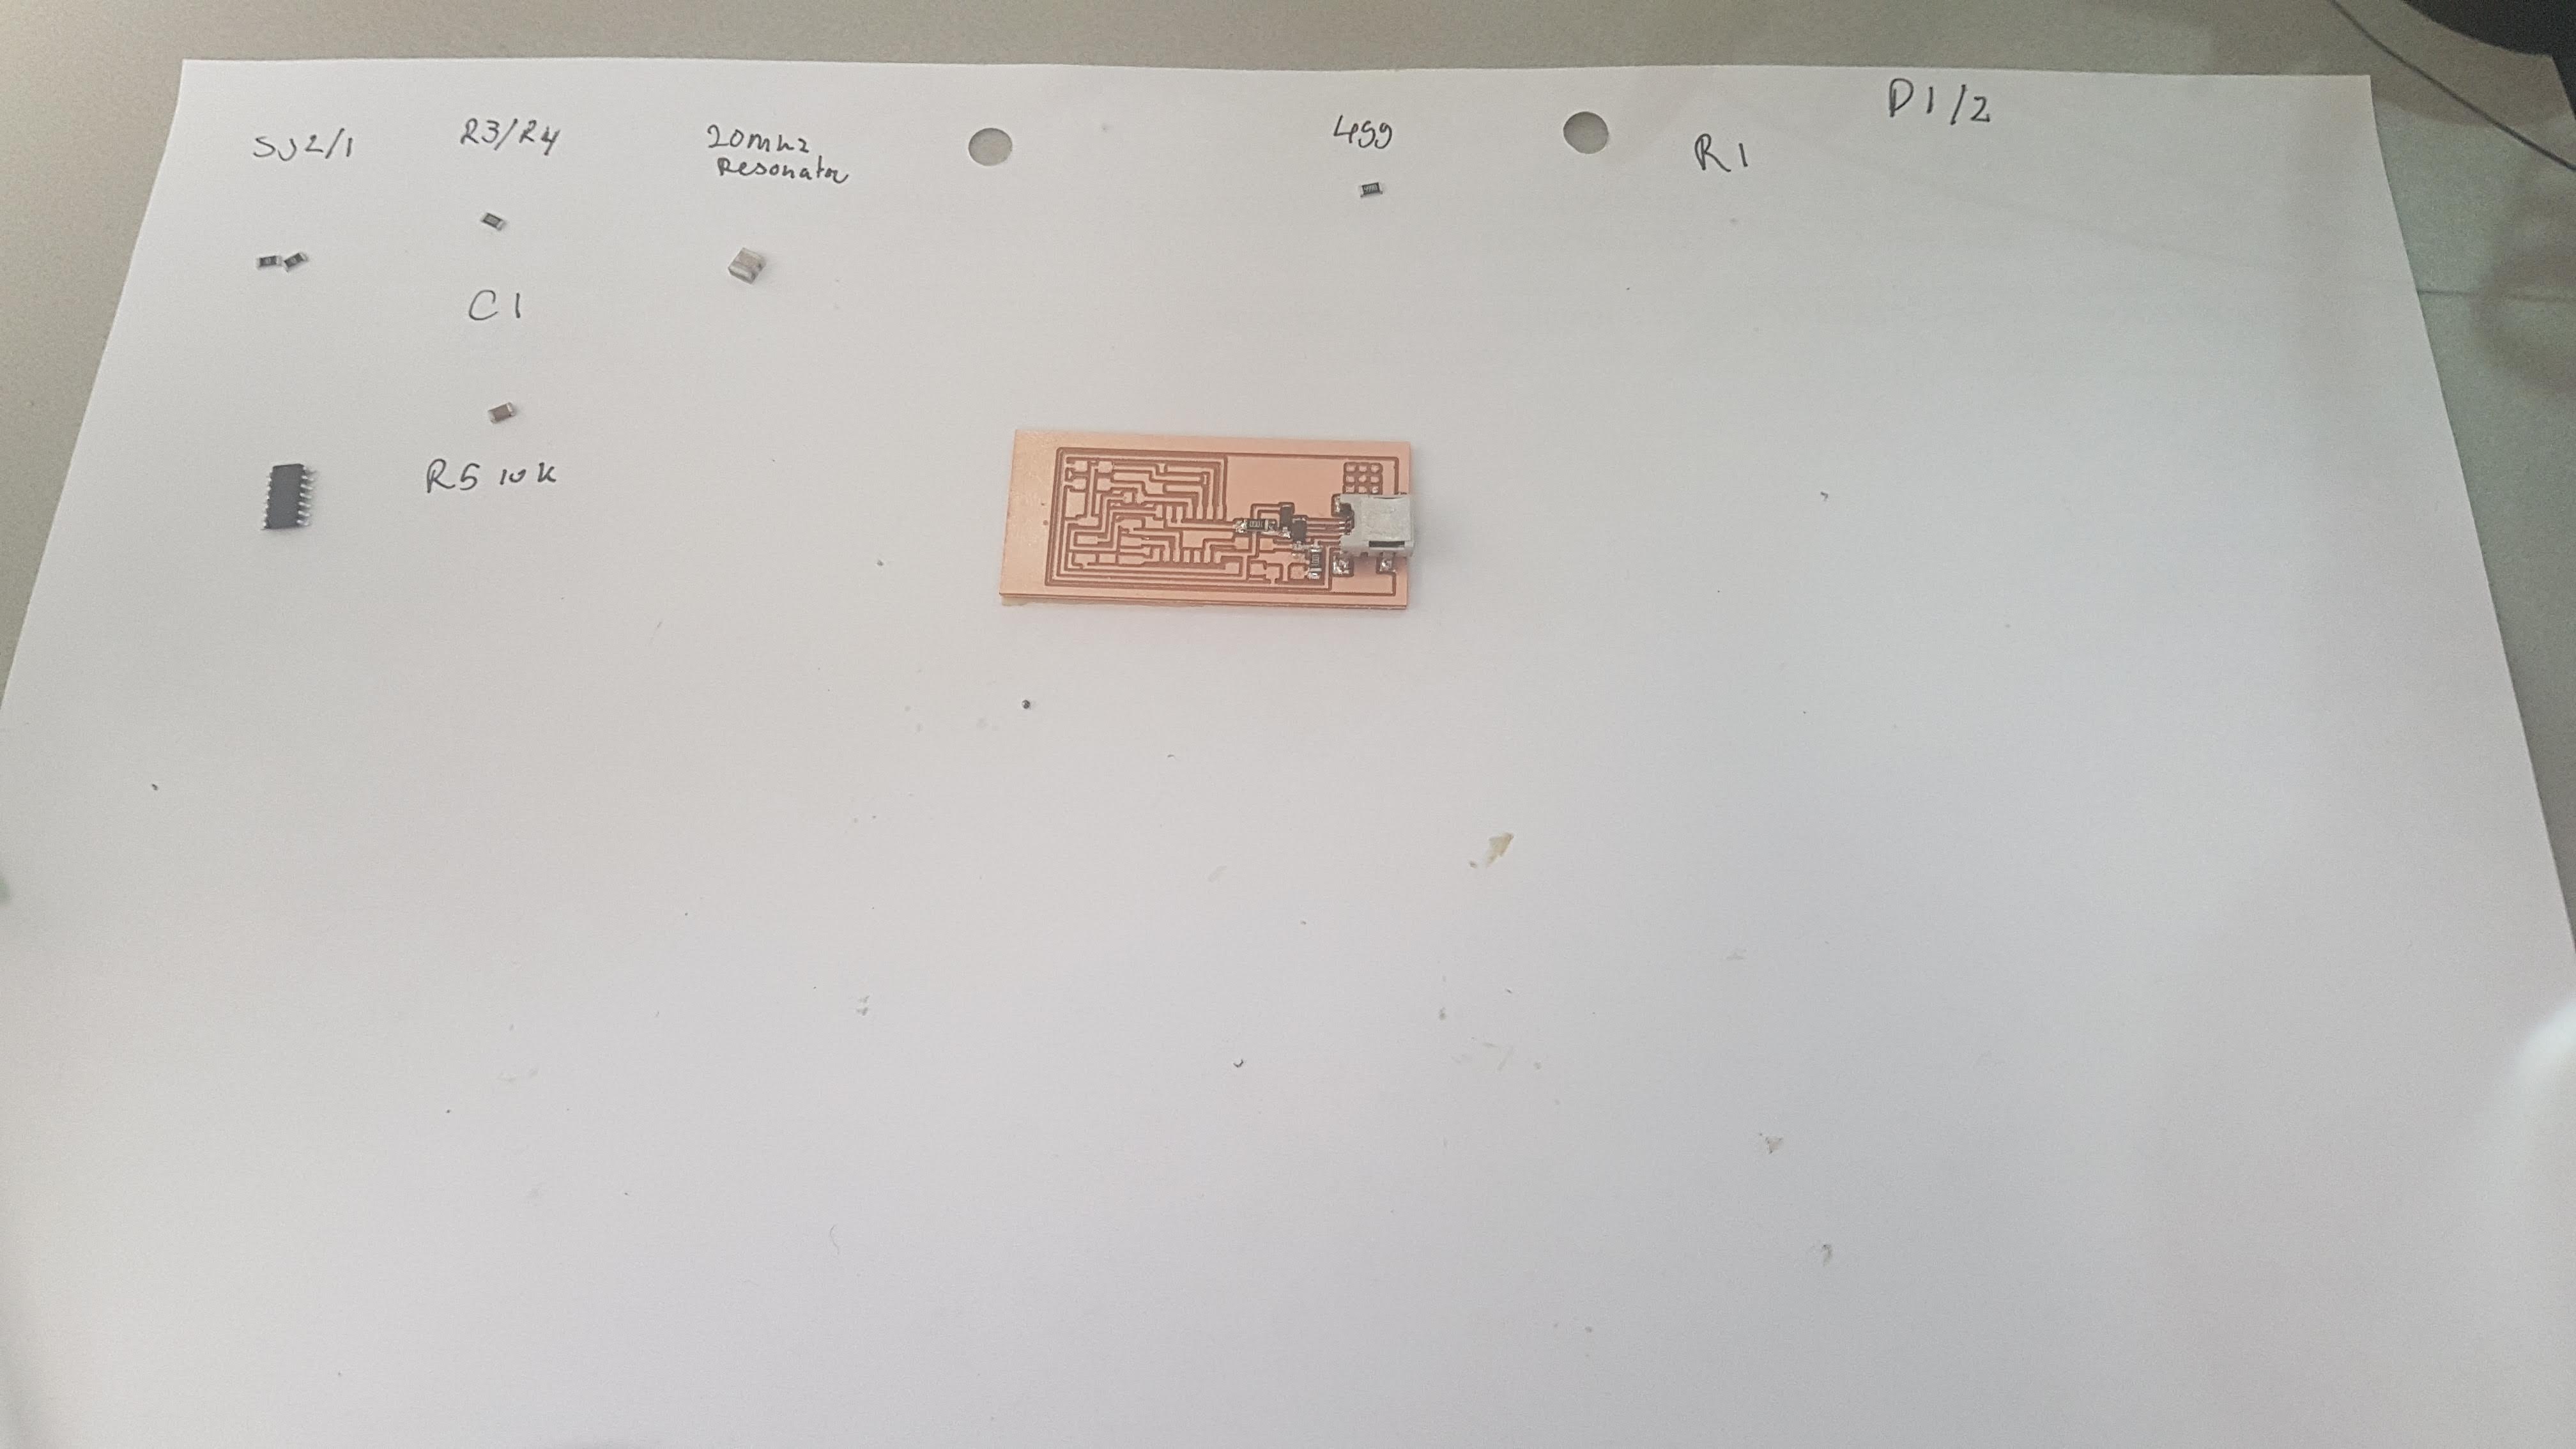 SJ2/1
R3/R4
20mhz
Resonator
499
R1
D1/2
C1
R5 10k